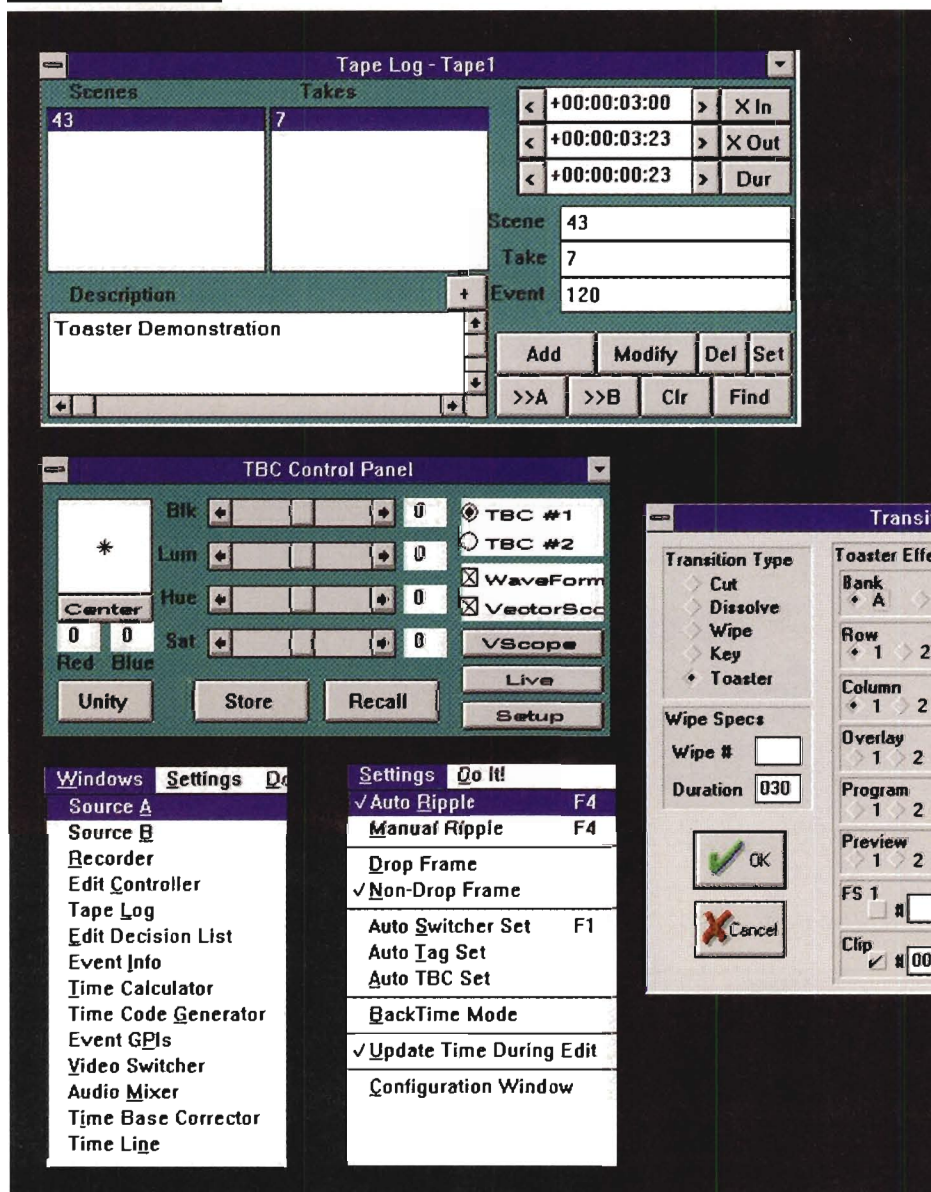 Tape Log - Tape1
Scenes Takes
43 7
< +00:00:03:00 > X In
< +00:00:03:23 > X Out
< +00:00:00:23 > Dur
Scene 43
Take 7
Event 120
Description +
Toaster Demonstration
Add Modify Del Set
>>A >>B Clr Find
TBC Control Panel
Blk 0
Lum 0
Hue 0
Sat 0
Center
0 0
Red Blue
TBC #1
TBC #2
WaveForm
VectorSco
VScope
Live
Setup
Unity Store Recall
Transi
Transition Type
Cut
Dissolve
Wipe
Key
Toaster
Wipe Specs
Wipe #
Duration 030
OK
Cancel
Toaster Effe
Bank
A
Row
1 2
Column
1 2
Overlay
1 2
Program
1 2
Preview
1 2
FS 1
#
Clip
# 00
Windows Settings Do
Source A
Source B
Recorder
Edit Controller
Tape Log
Edit Decision List
Event Info
Time Calculator
Time Code Generator
Event GPIs
Video Switcher
Audio Mixer
Time Base Corrector
Time Line
Settings Do It!
Auto Ripple F4
Manual Ripple F4
Drop Frame
Non-Drop Frame
Auto Switcher Set F1
Auto Tag Set
Auto TBC Set
BackTime Mode
Update Time During Edit
Configuration Window